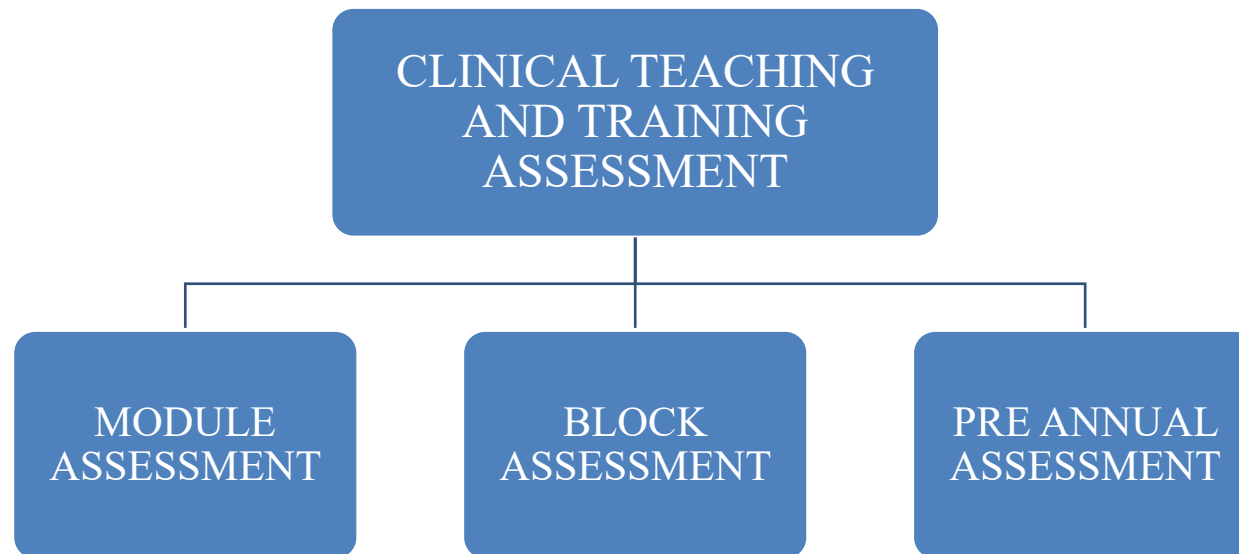 CLINICAL TEACHING
AND TRAINING
ASSESSMENT
MODULE
ASSESSMENT
BLOCK
ASSESSMENT
PRE ANNUAL
ASSESSMENT